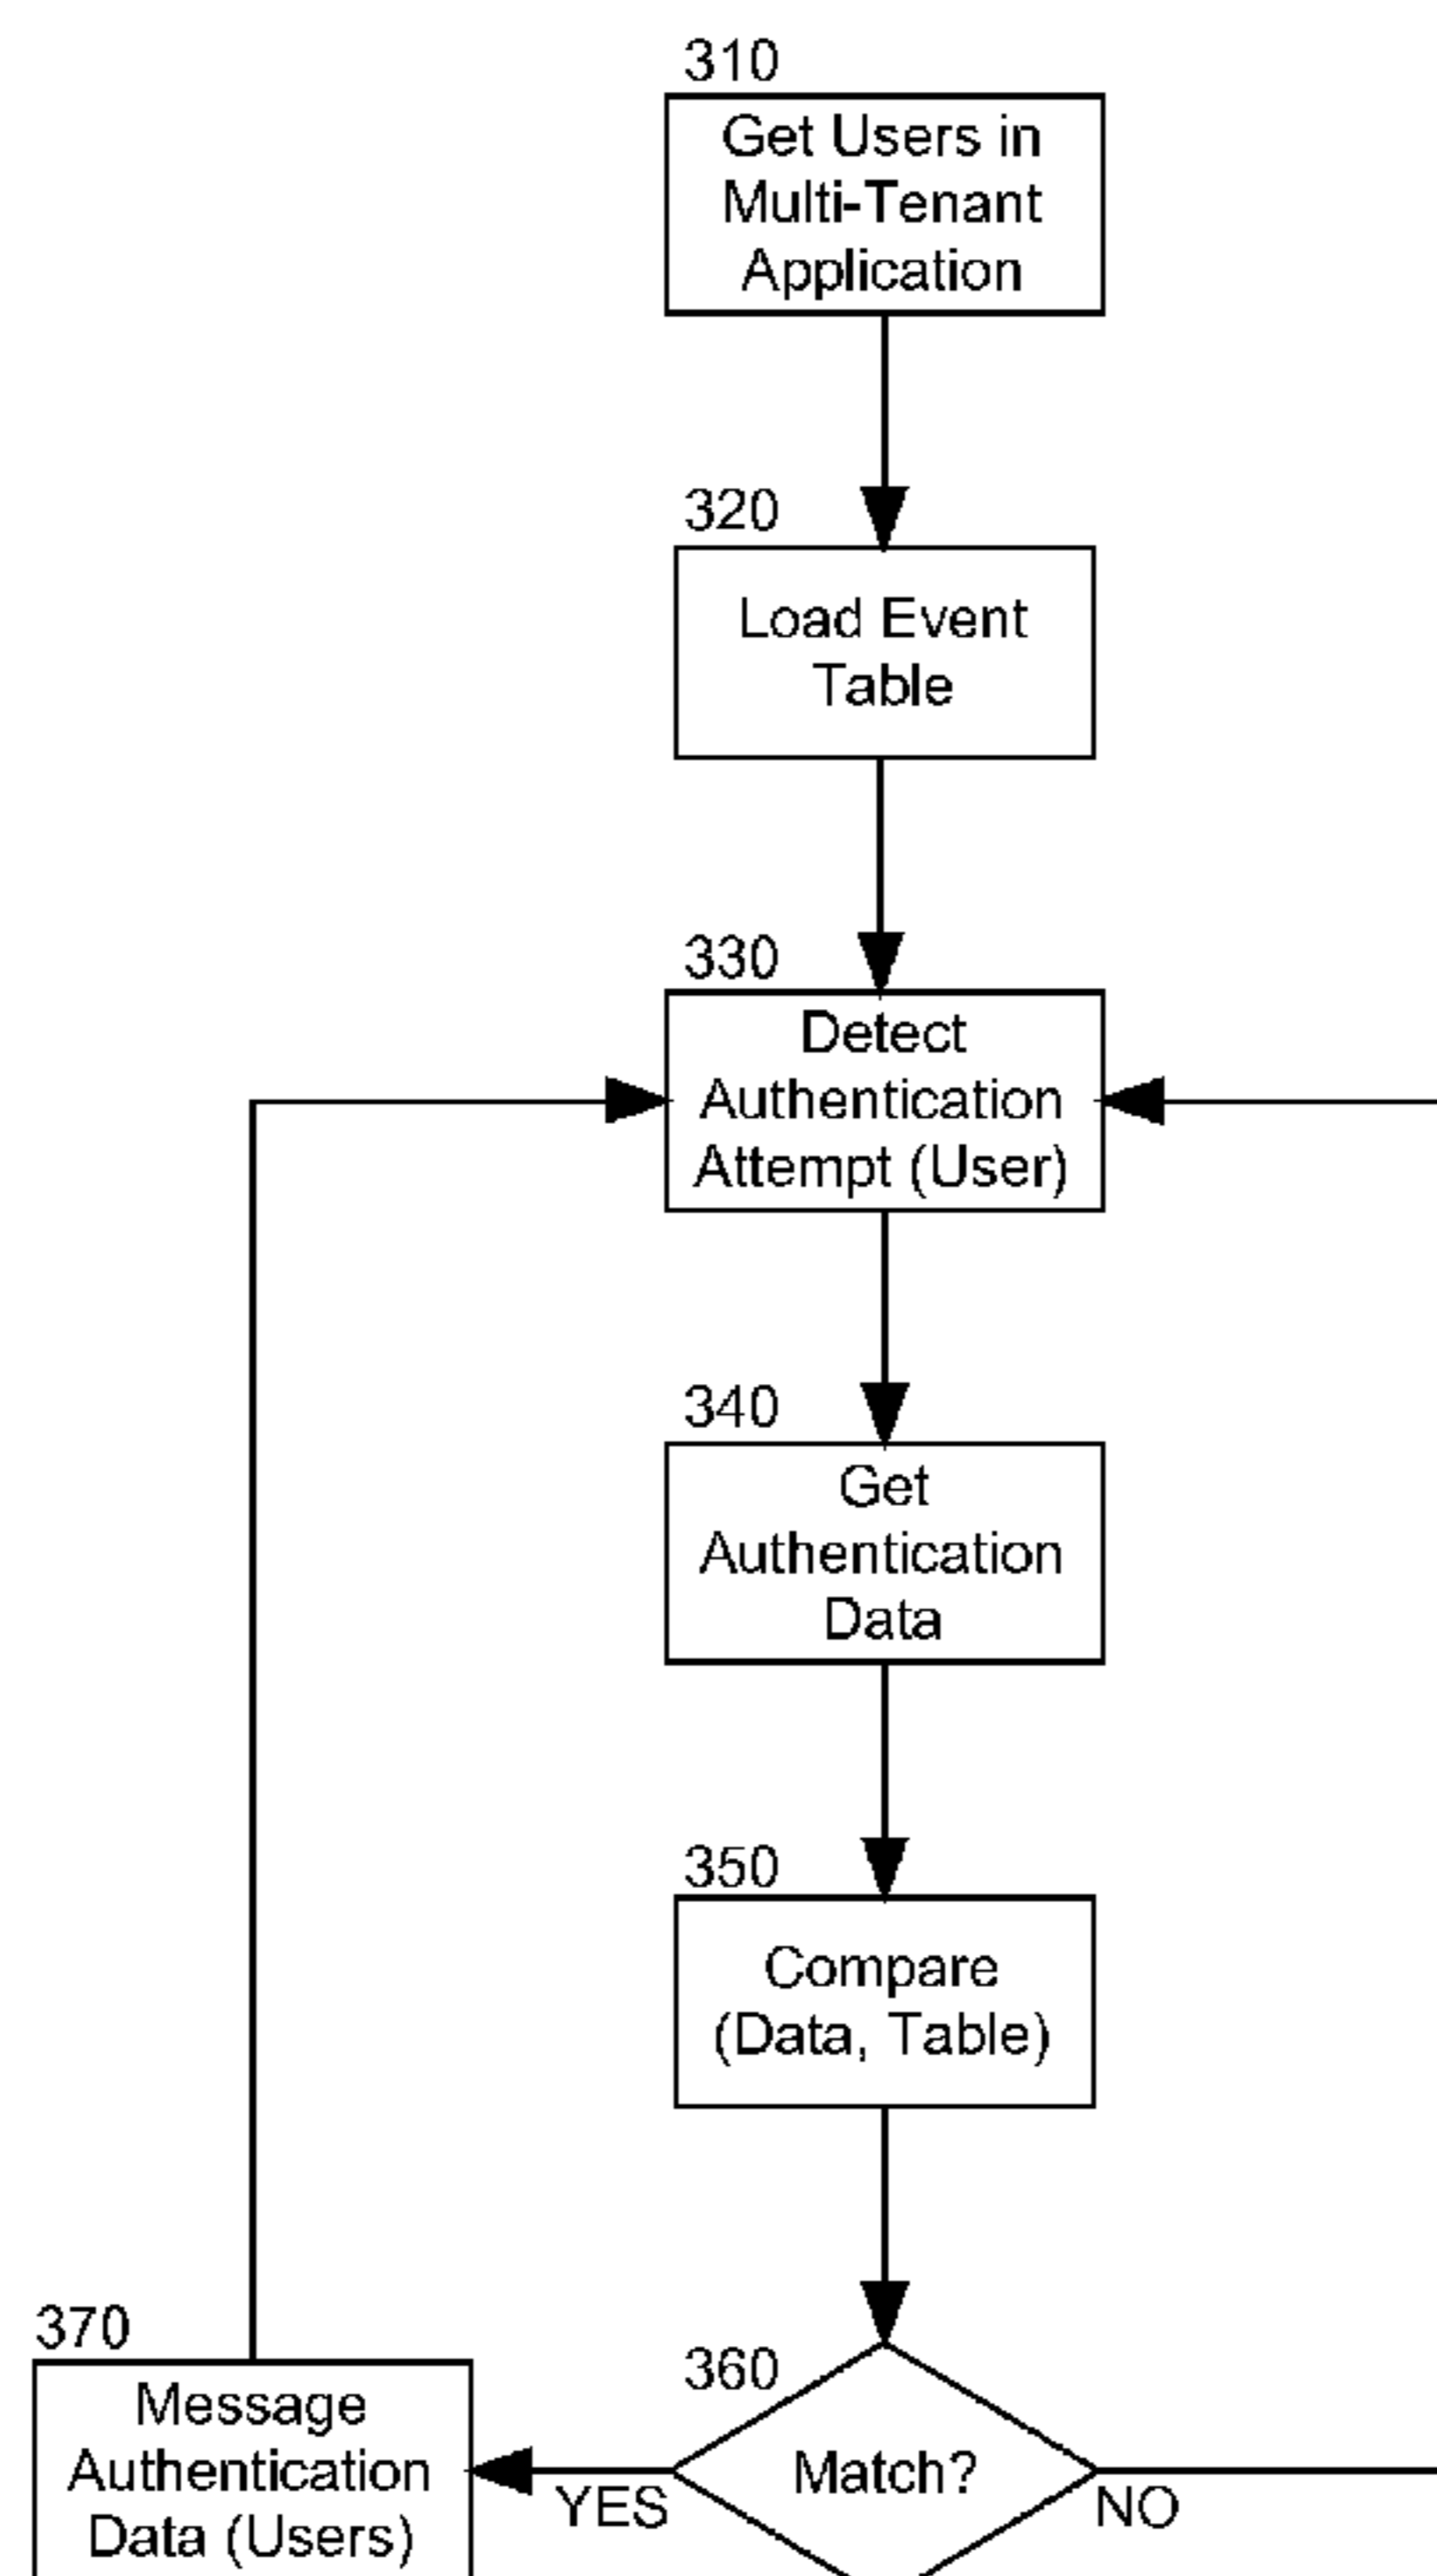 310
Get Users in
Multi-Tenant
Application
320
Load Event
Table
330
Detect
Authentication
Attempt (User)
340
Get
Authentication
Data
350
Compare
(Data, Table)
360
Match?
YES
NO
370
Message
Authentication
Data (Users)